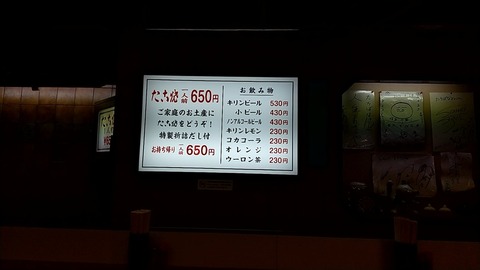 たこ焼 一人前 650円
ご家庭のお土産に
たこ焼をどうぞ!
特製箱詰だし付
お持ち帰り 一人前 650円
お飲み物
キリンビール 530円
小ビール 430円
ノンアルコールビール 430円
キリンレモン 230円
コカコーラ 230円
オレンジ 230円
ウーロン茶 230円